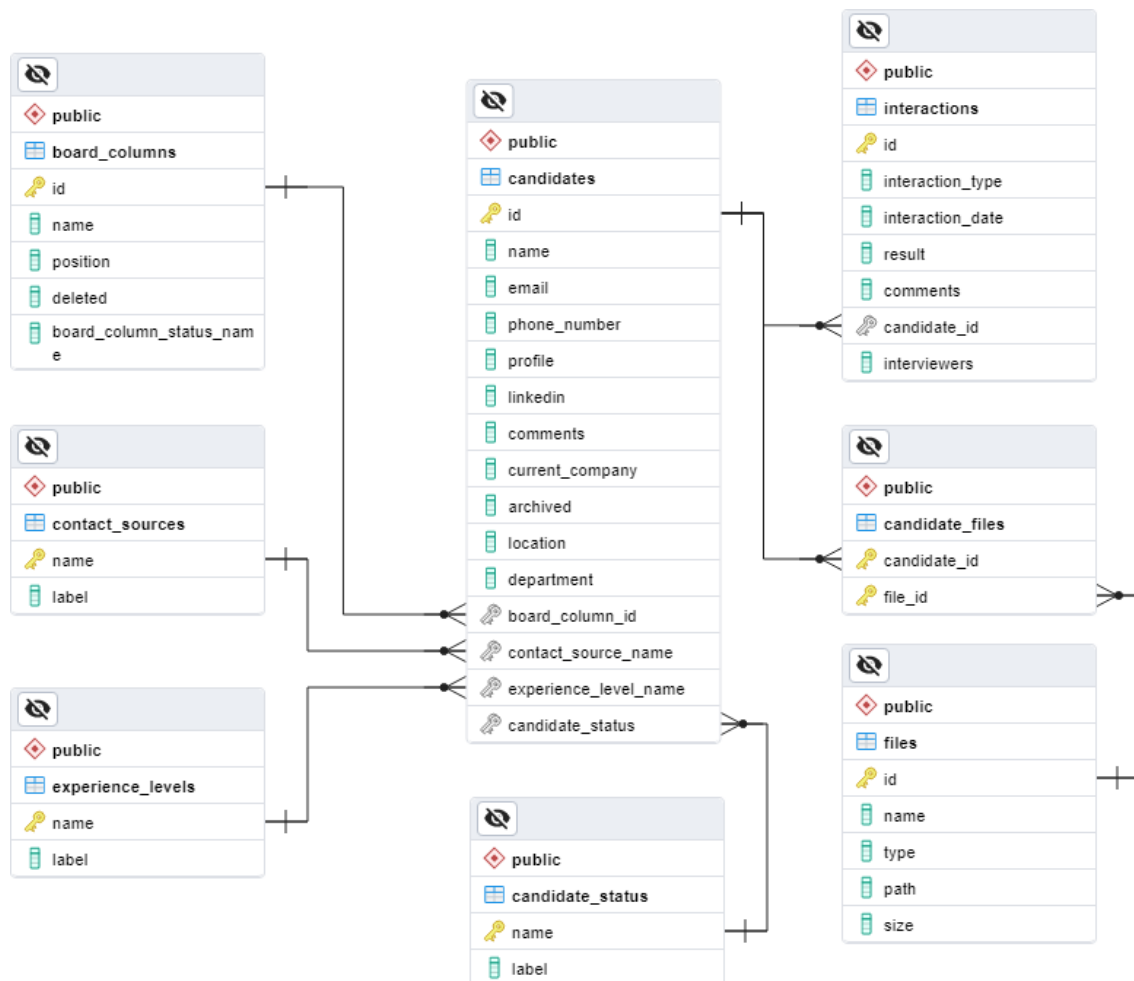 public
board_columns
id
name
position
deleted
board_column_status_nam
e
public
contact_sources
name
label
public
experience_levels
name
label
public
candidates
id
name
email
phone_number
profile
linkedin
comments
current_company
archived
location
department
board_column_id
contact_source_name
experience_level_name
candidate_status
public
candidate_status
name
label
public
interactions
id
interaction_type
interaction_date
result
comments
candidate_id
interviewers
public
candidate_files
candidate_id
file_id
public
files
id
name
type
path
size